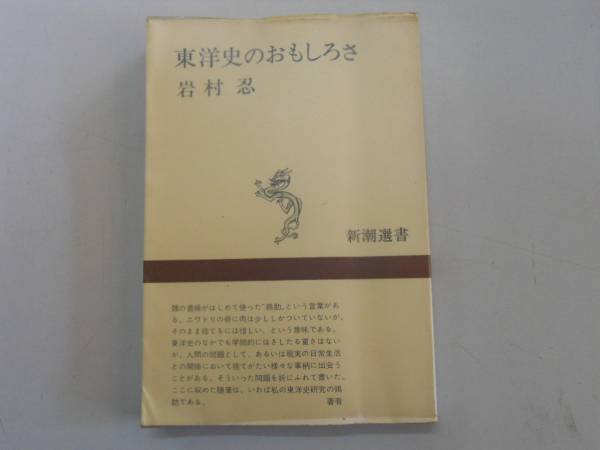 東洋史のおもしろさ
岩村 忍
新潮選書
魏の曹操がはじめて使った“鶏肋”という言葉があ
る。ニワトリの骨に肉は少ししかついていないが、
そのまま捨てるには惜しい、という意味である。
東洋史のなかでも学問的にはさしたる重さはない
が、人間の問題として、あるいは現実の日常生活
との関係において捨てがたい様々な事柄に出会う
ことがある。そういった問題を折にふれて書いた。
ここに収めた随筆は、いわば私の東洋史研究の鶏
肋である。 著者